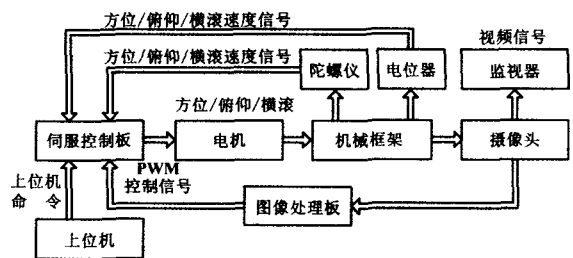 方位/俯仰/横滚速度信号
视频信号
方位/俯仰/横滚速度信号
陀螺仪
电位器
监视器
方位/俯仰/横滚
伺服控制板
电机
机械框架
摄像头
PWM
控制信号
上位机
命令
图像处理板
上位机